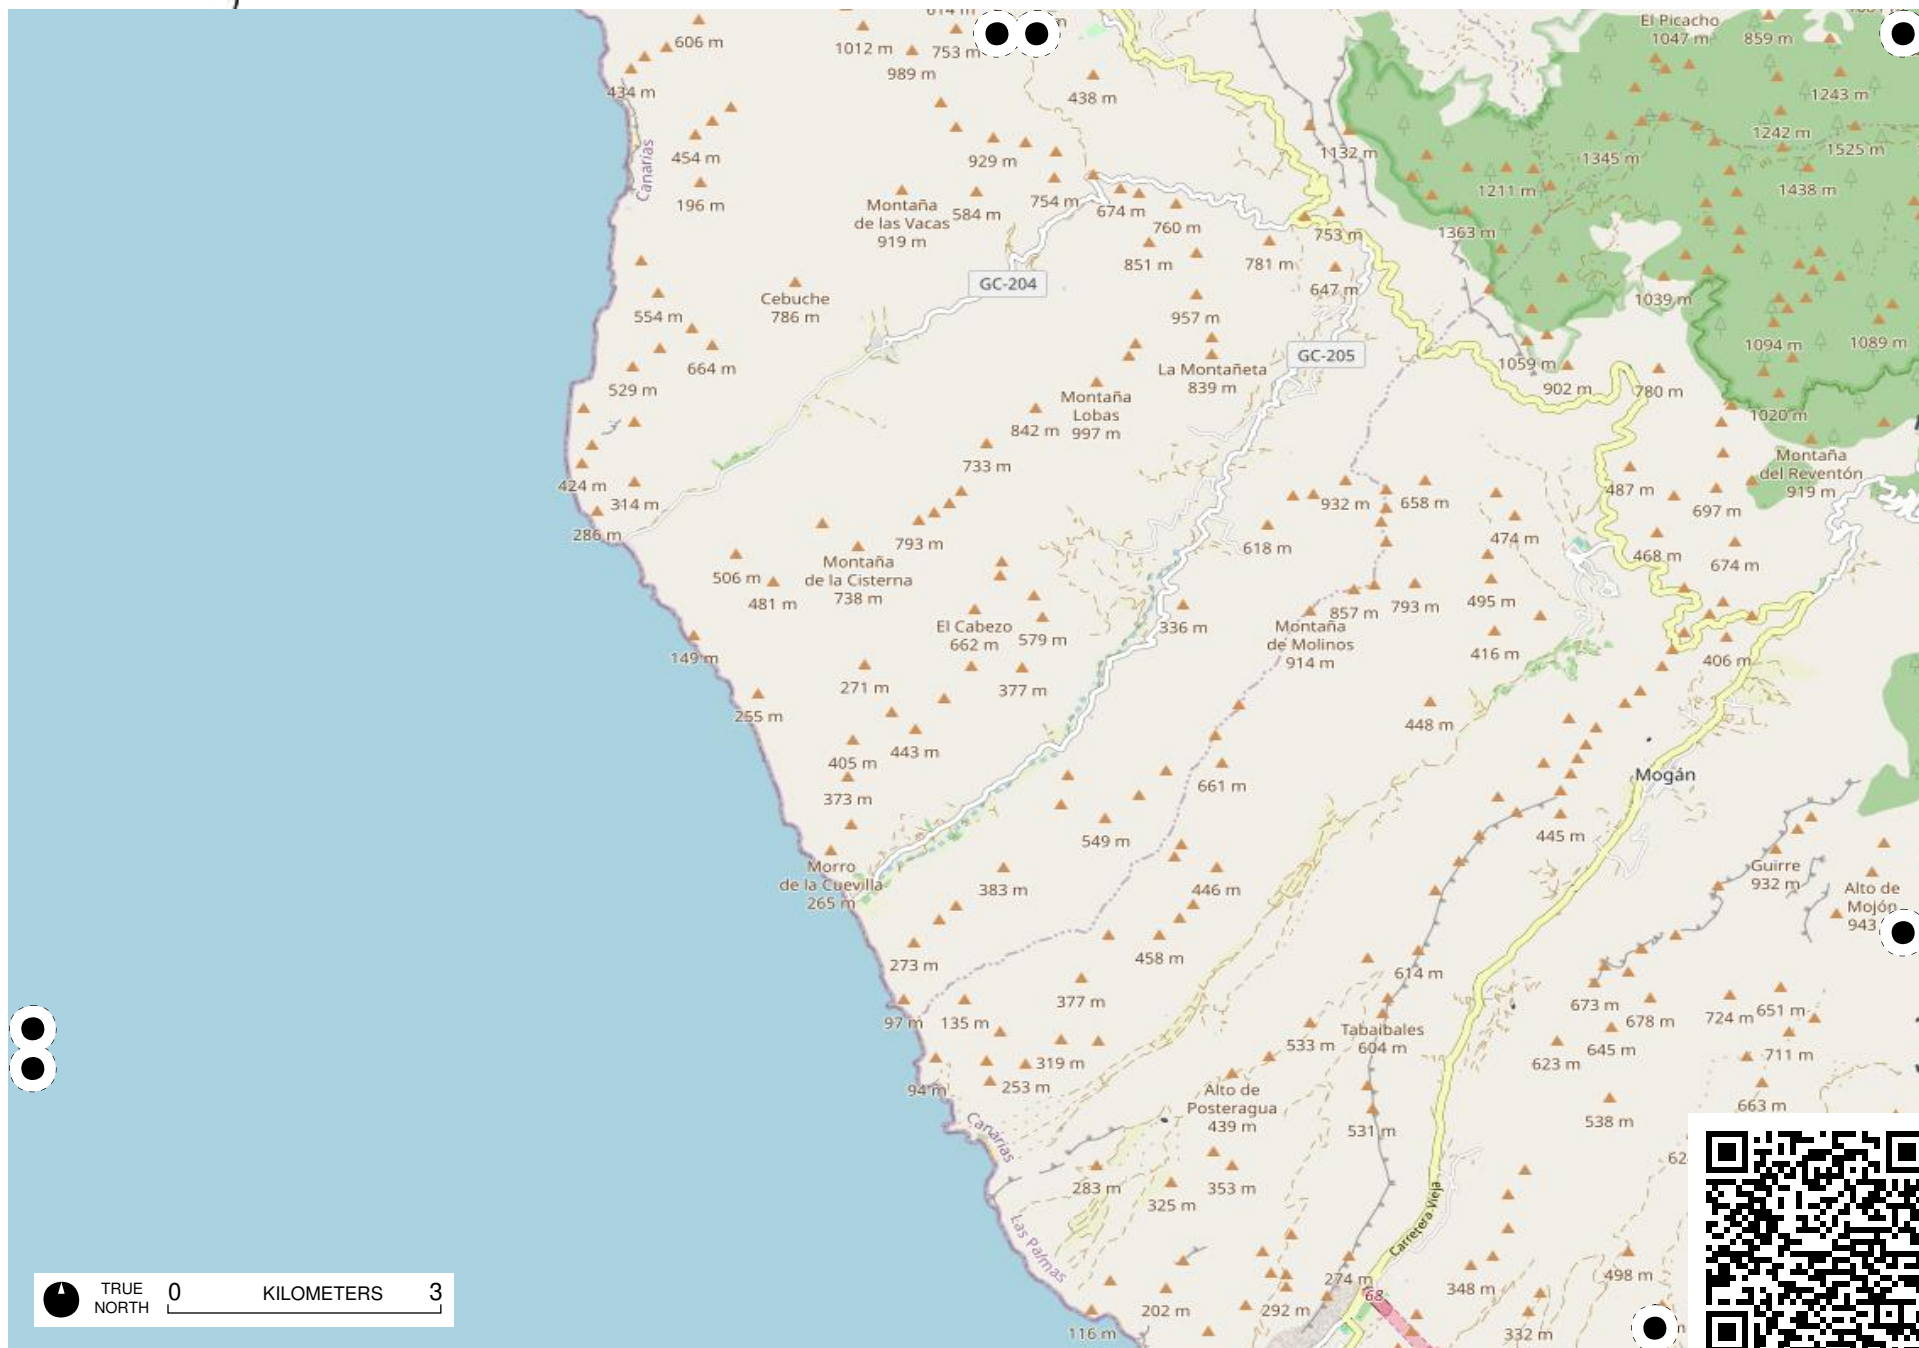 606 m
1012 m
753 m
989 m
El Picacho
1047 m
859 m
434 m
438 m
1243 m
454 m
929 m
1132 m
1345 m
1242 m
1525 m
Canarias
196 m
Montaña
de las Vacas
919 m
584 m
754 m
674 m
760 m
753 m
1211 m
1363 m
1438 m
851 m
781 m
647 m
GC-204
554 m
Cebuche
786 m
957 m
1039 m
GC-205
1094 m
1089 m
529 m
664 m
La Montañeta
839 m
1059 m
902 m
780 m
Montaña
Lobas
997 m
842 m
1020 m
733 m
Montaña
del Reventón
919 m
424 m
314 m
932 m
658 m
487 m
697 m
286 m
793 m
618 m
474 m
468 m
674 m
506 m
481 m
Montaña
de la Cisterna
738 m
857 m
793 m
495 m
149 m
El Cabezo
662 m
579 m
336 m
Montaña
de Molinos
914 m
416 m
406 m
271 m
377 m
255 m
448 m
405 m
443 m
661 m
Mogán
373 m
549 m
445 m
Morro
de la Cuevilla
265 m
383 m
446 m
Guirre
932 m
Alto de
Mojón
943
273 m
458 m
614 m
97 m
135 m
377 m
673 m
678 m
724 m
651 m
Tabaibales
604 m
533 m
319 m
623 m
645 m
711 m
94 m
253 m
Alto de
Posteragua
439 m
663 m
538 m
531 m
Canarias
283 m
325 m
353 m
62
Carretera Vieja
Las Palmas
274 m
68
348 m
498 m
202 m
292 m
116 m
332 m
TRUE
NORTH
0 KILOMETERS 3